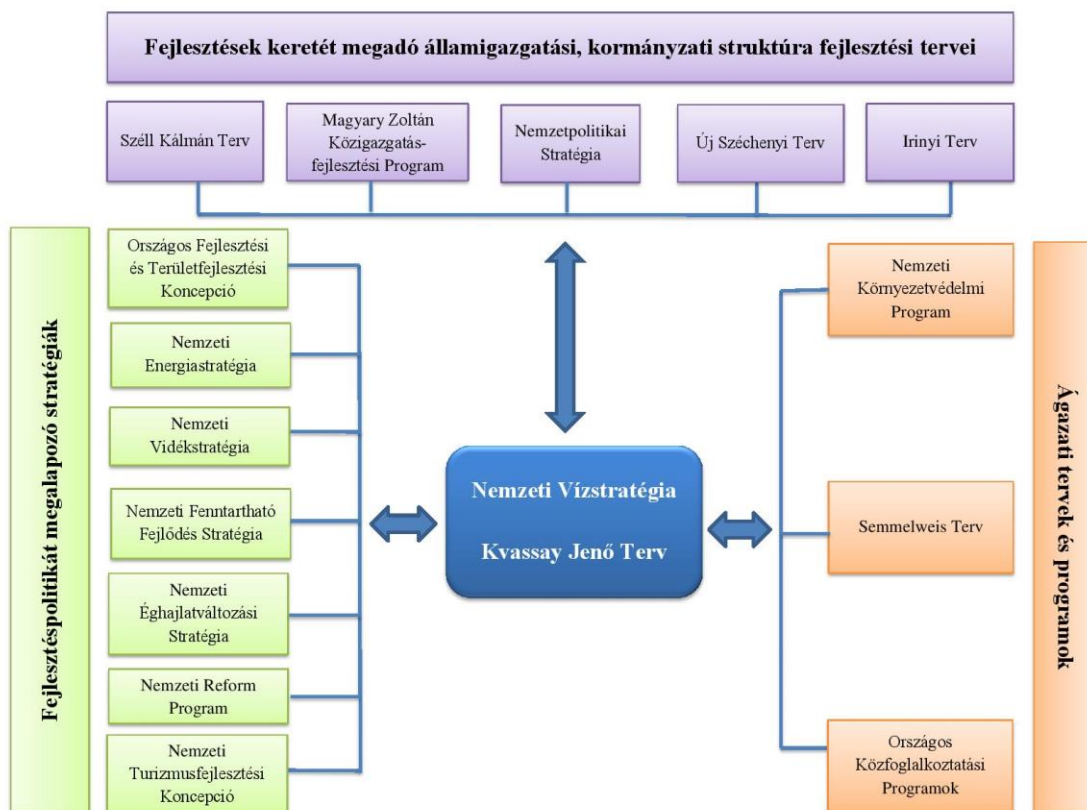 Fejlesztések keretét megadó államigazgatási, kormányzati struktúra fejlesztési tervei
Széll Kálmán Terv
Magyary Zoltán
Közigazgatás-
fejlesztési Program
Nemzetpolitikai
Stratégia
Új Széchenyi Terv
Irinyi Terv
Fejlesztéspolitikát megalapozó stratégiák
Országos Fejlesztési
és Területfejlesztési
Koncepció
Nemzeti
Energiastratégia
Nemzeti
Vidékstratégia
Nemzeti Fenntartható
Fejlődés Stratégia
Nemzeti
Éghajlatváltozási
Stratégia
Nemzeti Reform
Program
Nemzeti
Turizmusfejlesztési
Koncepció
Nemzeti Vízstratégia
Kvassay Jenő Terv
Nemzeti
Környezetvédelmi
Program
Semmelweis Terv
Országos
Közfoglalkoztatási
Programok
Ágazati tervek és programok